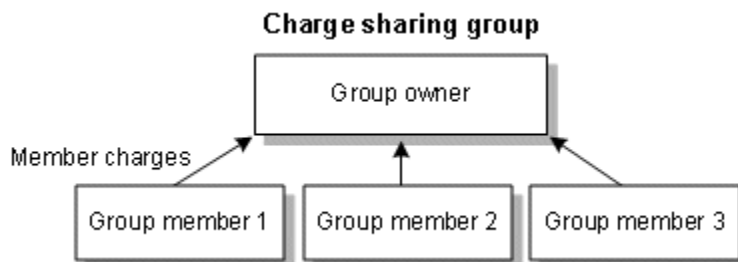 Charge sharing group
Group owner
Member charges
Group member 1
Group member 2
Group member 3